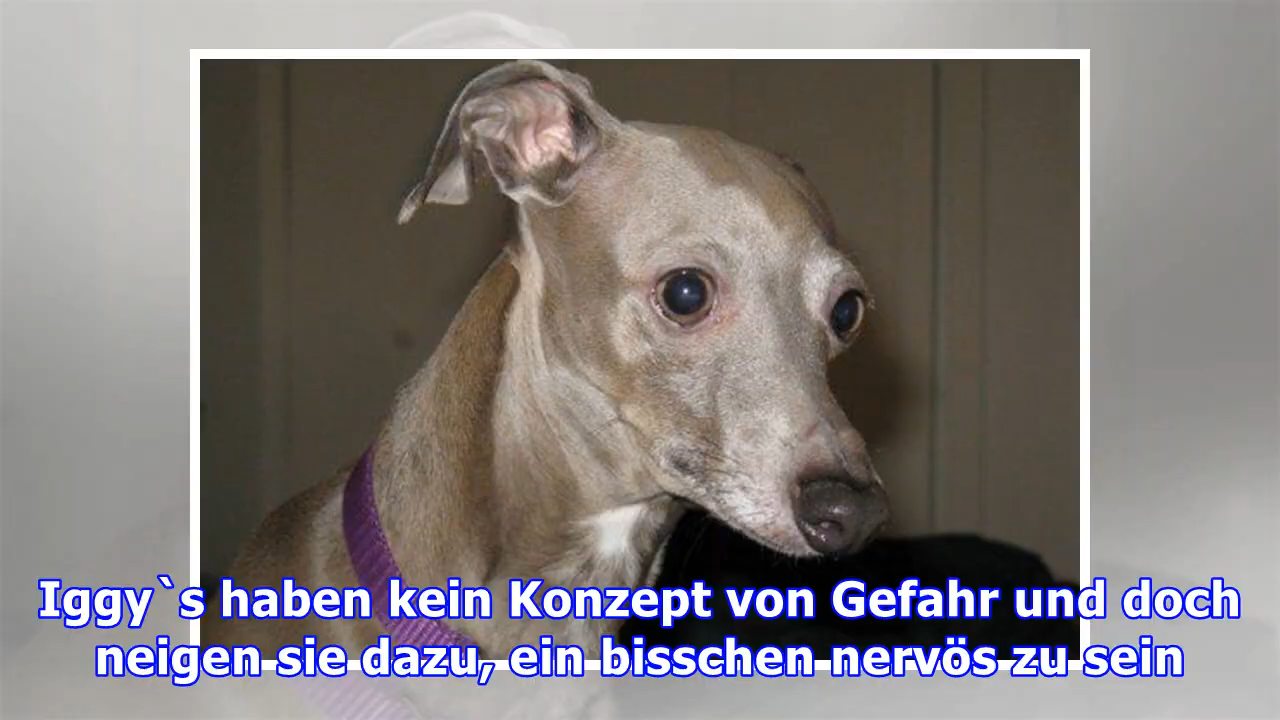 Iggy`s haben kein Konzept von Gefahr und doch
neigen sie dazu, ein bisschen nervös zu sein